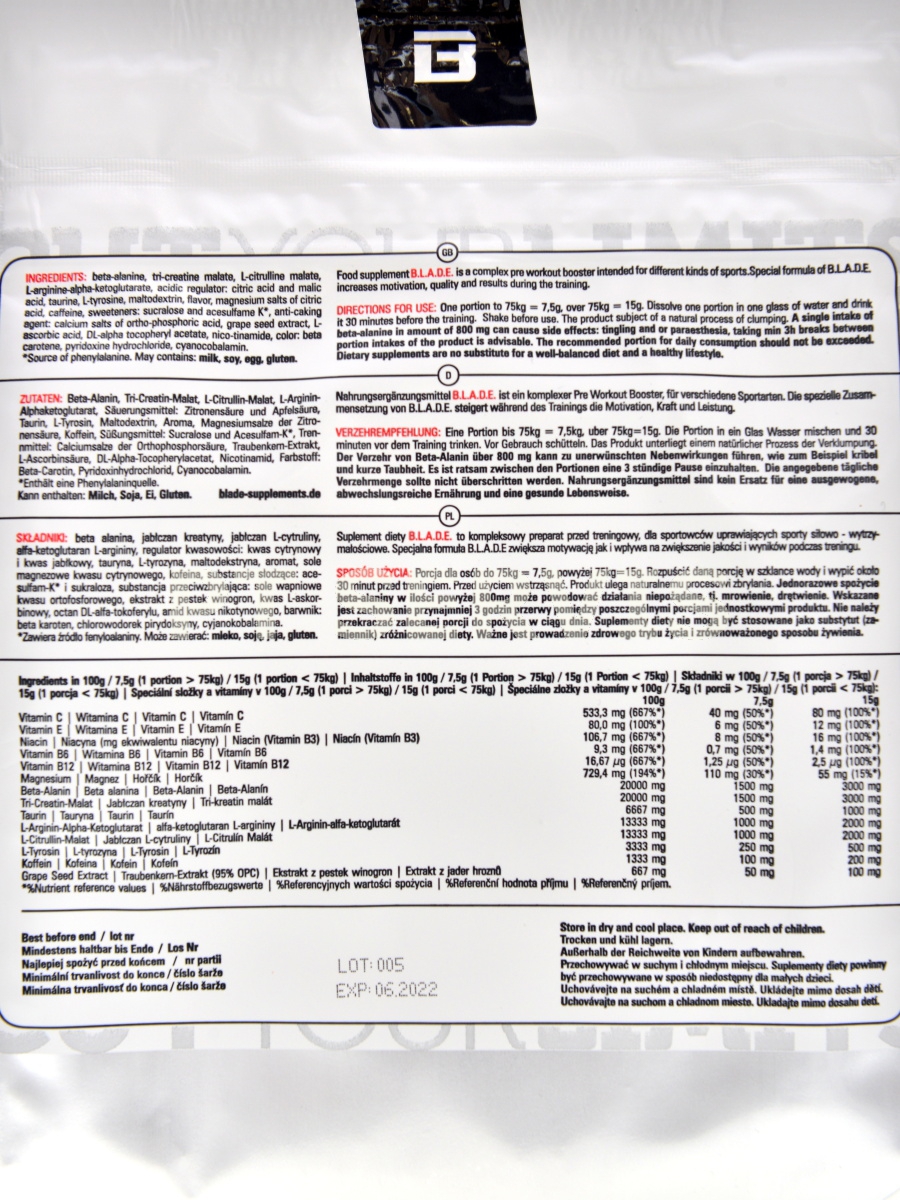 B
GB
INGREDIENTS: beta-alanine, tri-creatine malate, L-citrulline malate,
L-arginine-alpha-ketoglutarate, acidic regulator: citric acid and malic
acid, taurine, L-tyrosine, maltodextrin, flavor, magnesium salts of citric
acid, caffeine, sweeteners: sucralose and acesulfame K*, anti-caking
agent: calcium salts of ortho-phosphoric acid, grape seed extract, L-
ascorbic acid, DL-alpha tocopheryl acetate, nico-tinamide, color: beta
carotene, pyridoxine hydrochloride, cyanocobalamin.
*Source of phenylalanine. May contains: milk, soy, egg, gluten.
Food supplement B.L.A.D.E. is a complex pre workout booster intended for different kinds of sports.Special formula of B.L.A.D.E.
increases motivation, quality and results during the training.
DIRECTIONS FOR USE: One portion to 75kg = 7,5g, over 75kg = 15g. Dissolve one portion in one glass of water and drink
it 30 minutes before the training. Shake before use. The product subject of a natural process of clumping. A single intake of
beta-alanine in amount of 800 mg can cause side effects: tingling and or paraesthesia, taking min 3h breaks between
portion intakes of the product is advisable. The recommended portion for daily consumption should not be exceeded.
Dietary supplements are no substitute for a well-balanced diet and a healthy lifestyle.
D
ZUTATEN: Beta-Alanin, Tri-Creatin-Malat, L-Citrullin-Malat, L-Arginin-
Alphaketoglutarat, Säuerungsmittel: Zitronensäure und Apfelsäure,
Taurin, L-Tyrosin, Maltodextrin, Aroma, Magnesiumsalze der Zitro-
nensäure, Koffein, Süßungsmittel: Sucralose und Acesulfam-K*, Tren-
nmittel: Calciumsalze der Orthophosphorsäure, Traubenkern-Extrakt,
L-Ascorbinsäure, DL-Alpha-Tocopherylacetat, Nicotinamid, Farbstoff:
Beta-Carotin, Pyridoxinhydrochlorid, Cyanocobalamin.
*Enthält eine Phenylalaninquelle.
Kann enthalten: Milch, Soja, Ei, Gluten. blade-supplements.de
Nahrungsergänzungsmittel B.L.A.D.E. ist ein komplexer Pre Workout Booster, für verschiedene Sportarten. Die spezielle Zusam-
mensetzung von B.L.A.D.E. steigert während des Trainings die Motivation, Kraft und Leistung.
VERZEHREMPFEHLUNG: Eine Portion bis 75kg = 7,5kg, uber 75kg=15g. Die Portion in ein Glas Wasser mischen und 30
minuten vor dem Training trinken. Vor Gebrauch schütteln. Das Produkt unterliegt einem natürlicher Prozess der Verklumpung.
Der Verzehr von Beta-Alanin über 800 mg kann zu unerwünschten Nebenwirkungen führen, wie zum Beispiel kribel
und kurze Taubheit. Es ist ratsam zwischen den Portionen eine 3 stündige Pause einzuhalten. Die angegebene tägliche
Verzehrmenge sollte nicht überschritten werden. Nahrungsergänzungsmittel sind kein Ersatz für eine ausgewogene,
abwechslungsreiche Ernährung und eine gesunde Lebensweise.
PL
SKŁADNIKI: beta alanina, jabłczan kreatyny, jabłczan L-cytruliny,
alfa-ketoglutaran L-argininy, regulator kwasowości: kwas cytrynowy
i kwas jabłkowy, tauryna, L-tyrozyna, maltodekstryna, aromat, sole
magnezowe kwasu cytrynowego, kofeina, substancje słodzące: ace-
sulfam-K* i sukraloza, substancja przeciwzbrylająca: sole wapniowe
kwasu ortofosforowego, ekstrakt z pestek winogron, kwas L-askor-
binowy, octan DL-alfa-tokoferylu, amid kwasu nikotynowego, barwnik:
beta karoten, chlorowodorek pirydoksyny, cyjanokobalamina.
*Zawiera źródło fenyloalaniny. Może zawierać: mleko, soję, jaja, gluten.
Suplement diety B.L.A.D.E. to kompleksowy preparat przed treningowy, dla sportowców uprawiających sporty siłowo - wytrzy-
małościowe. Specjalna formuła B.L.A.D.E zwiększa motywację jak i wpływa na zwiększenie jakości i wyników podczas treningu.
SPOSÓB UŻYCIA: Porcja dla osób do 75kg = 7,5g, powyżej 75kg=15g. Rozpuścić daną porcję w szklance wody i wypić około
30 minut przed treningiem. Przed użyciem wstrząsnąć. Produkt ulega naturalnemu procesowi zbrylania. Jednorazowe spożycie
beta-alaniny w ilości powyżej 800mg może powodować działania niepożądane, tj. mrowienie, drętwienie. Wskazane
jest zachowanie przynajmniej 3 godzin przerwy pomiędzy poszczególnymi porcjami jednostkowymi produktu. Nie należy
przekraczać zalecanej porcji do spożycia w ciągu dnia. Suplementy diety nie mogą być stosowane jako substytut (za-
miennik) zróżnicowanej diety. Ważne jest prowadzenie zdrowego trybu życia i zrównoważonego sposobu żywienia.
Ingredients in 100g / 7,5g (1 portion > 75kg) / 15g (1 portion < 75kg) | Inhaltstoffe in 100g / 7,5g (1 Portion > 75kg) / 15g (1 Portion < 75kg) | Składniki w 100g / 7,5g (1 porcja > 75kg) /
15g (1 porcja < 75kg) | Speciální složky a vitamíny v 100g / 7,5g (1 porci > 75kg) / 15g (1 porci < 75kg) | Špeciálne zložky a vitamíny v 100g / 7,5g (1 porcii > 75kg) / 15g (1 porcii < 75kg):
100g 7,5g 15g
Vitamin C | Witamina C | Vitamin C | Vitamín C 533,3 mg (667%*) 40 mg (50%*) 80 mg (100%*)
Vitamin E | Witamina E | Vitamin E | Vitamín E 80,0 mg (100%*) 6 mg (50%*) 12 mg (100%*)
Niacin | Niacyna (mg ekwiwalentu niacyny) | Niacin (Vitamin B3) | Niacín (Vitamín B3) 106,7 mg (667%*) 8 mg (50%*) 16 mg (100%*)
Vitamin B6 | Witamina B6 | Vitamin B6 | Vitamín B6 9,3 mg (667%*) 0,7 mg (50%*) 1,4 mg (100%*)
Vitamin B12 | Witamina B12 | Vitamin B12 | Vitamín B12 16,67 µg (667%*) 1,25 µg (50%*) 2,5 µg (100%*)
Magnesium | Magnez | Hořčík | Horčík 729,4 mg (194%*) 110 mg (30%*) 55 mg (15%*)
Beta-Alanin | Beta alanina | Beta-Alanin | Beta-Alanín 20000 mg 1500 mg 3000 mg
Tri-Creatin-Malat | Jabłczan kreatyny | Tri-kreatin malát 20000 mg 1500 mg 3000 mg
Taurin | Tauryna | Taurin | Taurín 6667 mg 500 mg 1000 mg
L-Arginin-Alpha-Ketoglutarat | alfa-ketoglutaran L-argininy | L-Arginin-alfa-ketoglutarát 13333 mg 1000 mg 2000 mg
L-Citrullin-Malat | Jabłczan L-cytruliny | L-Citrulín Malát 13333 mg 1000 mg 2000 mg
L-Tyrosin | L-tyrozyna | L-Tyrosin | L-Tyrozín 3333 mg 250 mg 500 mg
Koffein | Kofeina | Kofein | Kofeín 1333 mg 100 mg 200 mg
Grape Seed Extract | Traubenkern-Extrakt (95% OPC) | Ekstrakt z pestek winogron | Extrakt z jader hroznů 667 mg 50 mg 100 mg
*%Nutrient reference values | %Nährstoffbezugswerte | %Referencyjnych wartości spożycia | %Referenční hodnota příjmu | %Referenčný príjem.
Best before end / lot nr
Mindestens haltbar bis Ende / Los Nr
Najlepiej spożyć przed końcem / nr partii
Minimální trvanlivost do konce / číslo šarže
Minimálna trvanlivosť do konca / číslo šarže
LOT: 005
EXP: 06.2022
Store in dry and cool place. Keep out of reach of children.
Trocken und kühl lagern.
Außerhalb der Reichweite von Kindern aufbewahren.
Przechowywać w suchym i chłodnym miejscu. Suplementy diety powinny
być przechowywane w sposób niedostępny dla małych dzieci.
Uchovávejte na suchém a chladném místě. Ukládejte mimo dosah dětí.
Uchovávajte na suchom a chladnom mieste. Ukladajte mimo dosahu detí.